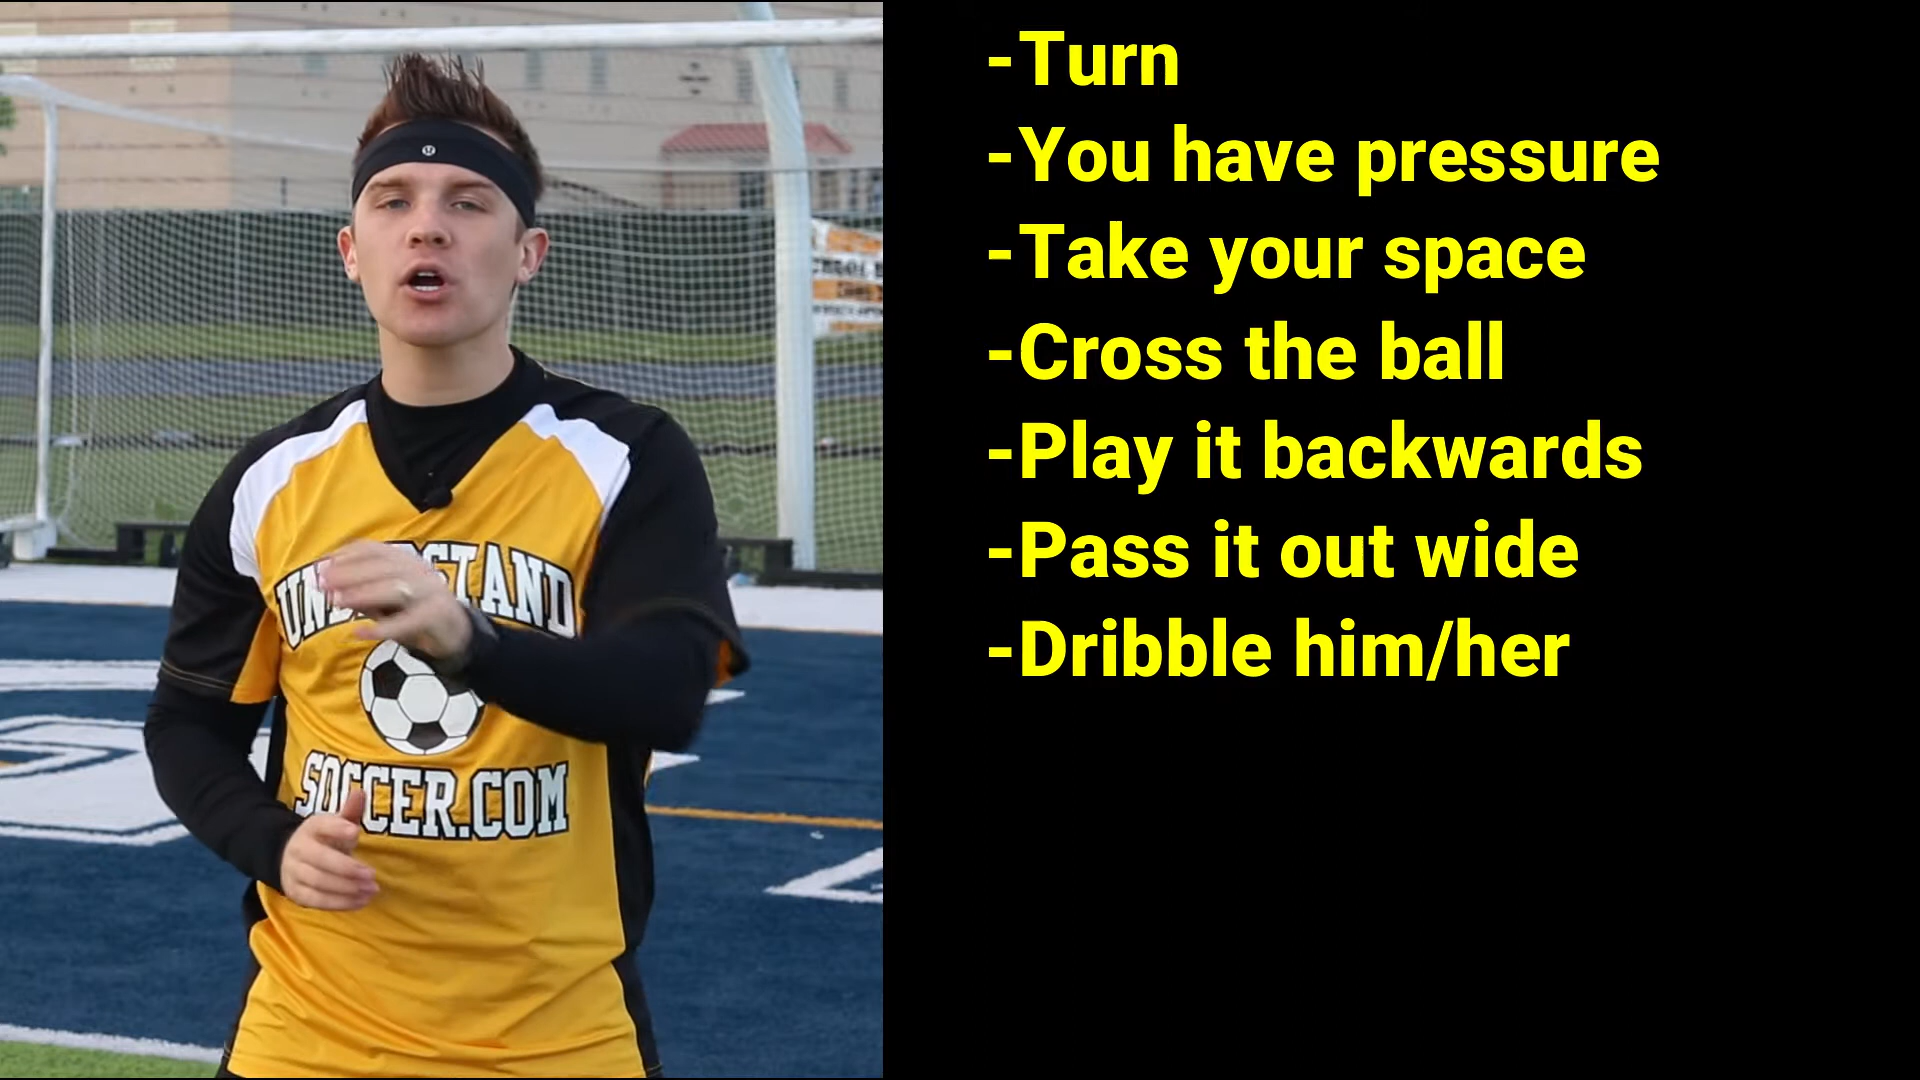 -Turn
-You have pressure
-Take your space
-Cross the ball
-Play it backwards
-Pass it out wide
-Dribble him/her
SOCCER.COM